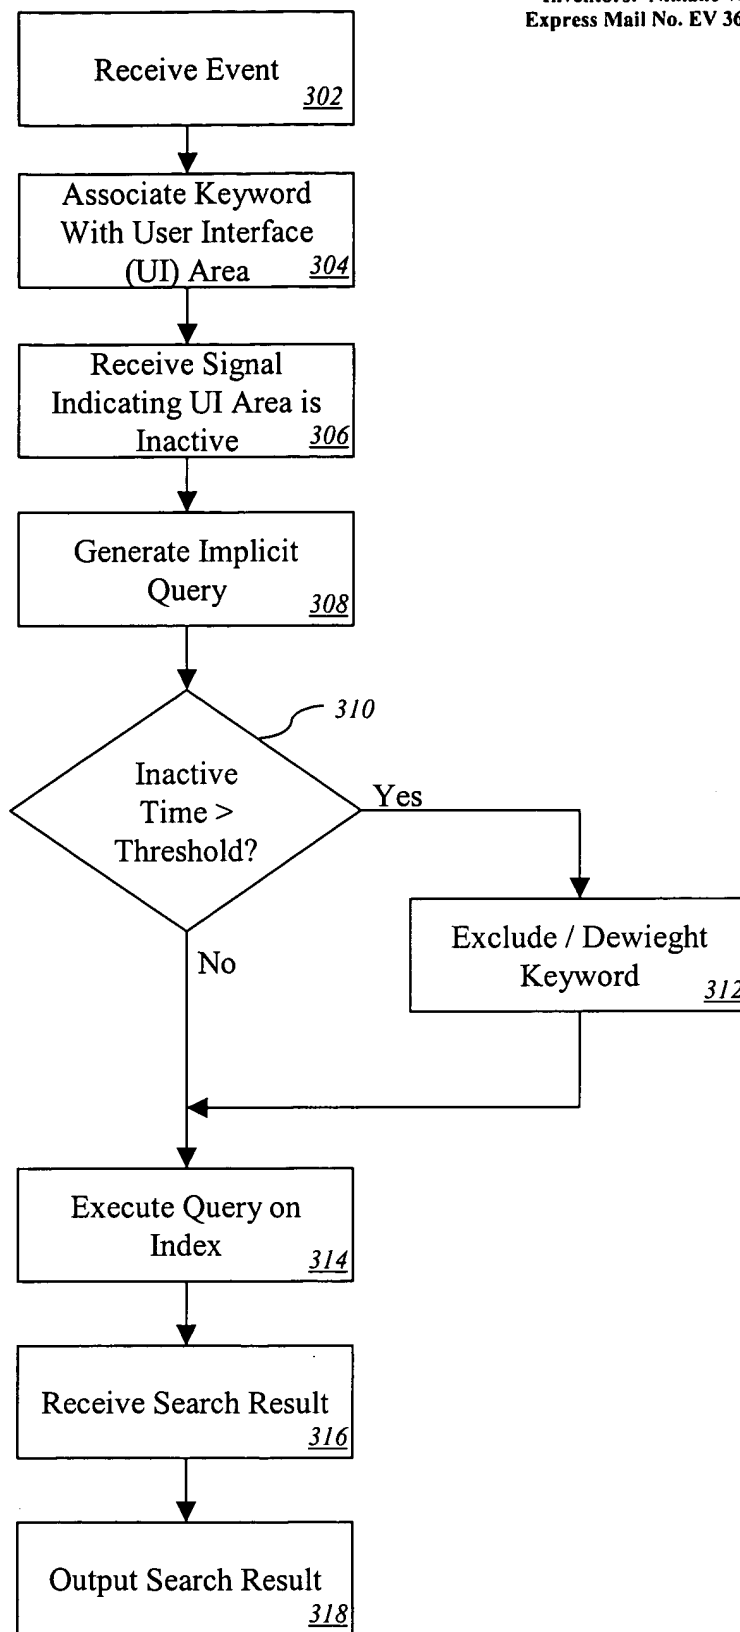 Express Mail No. EV 36
Receive Event
302
Associate Keyword
With User Interface
(UI) Area
304
Receive Signal
Indicating UI Area is
Inactive
306
Generate Implicit
Query
308
310
Inactive
Time >
Threshold?
Yes
No
Exclude / Dewieght
Keyword
312
Execute Query on
Index
314
Receive Search Result
316
Output Search Result
318